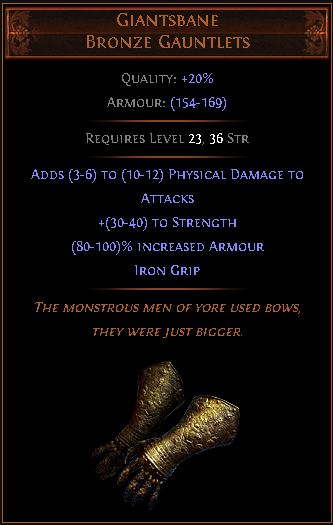 Giantsbane
Bronze Gauntlets
Quality: +20%
Armour: (154-169)
Requires Level 23, 36 Str
Adds (3-6) to (10-12) Physical Damage to
Attacks
+(30-40) to Strength
(80-100)% increased Armour
Iron Grip
The monstrous men of yore used bows,
they were just bigger.